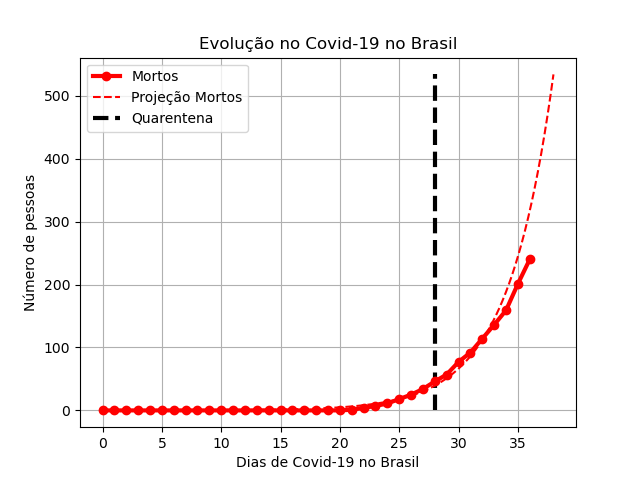 Evolução no Covid-19 no Brasil
Mortos
Projeção Mortos
Quarentena
Número de pessoas
500
400
300
200
100
0
0 5 10 15 20 25 30 35
Dias de Covid-19 no Brasil